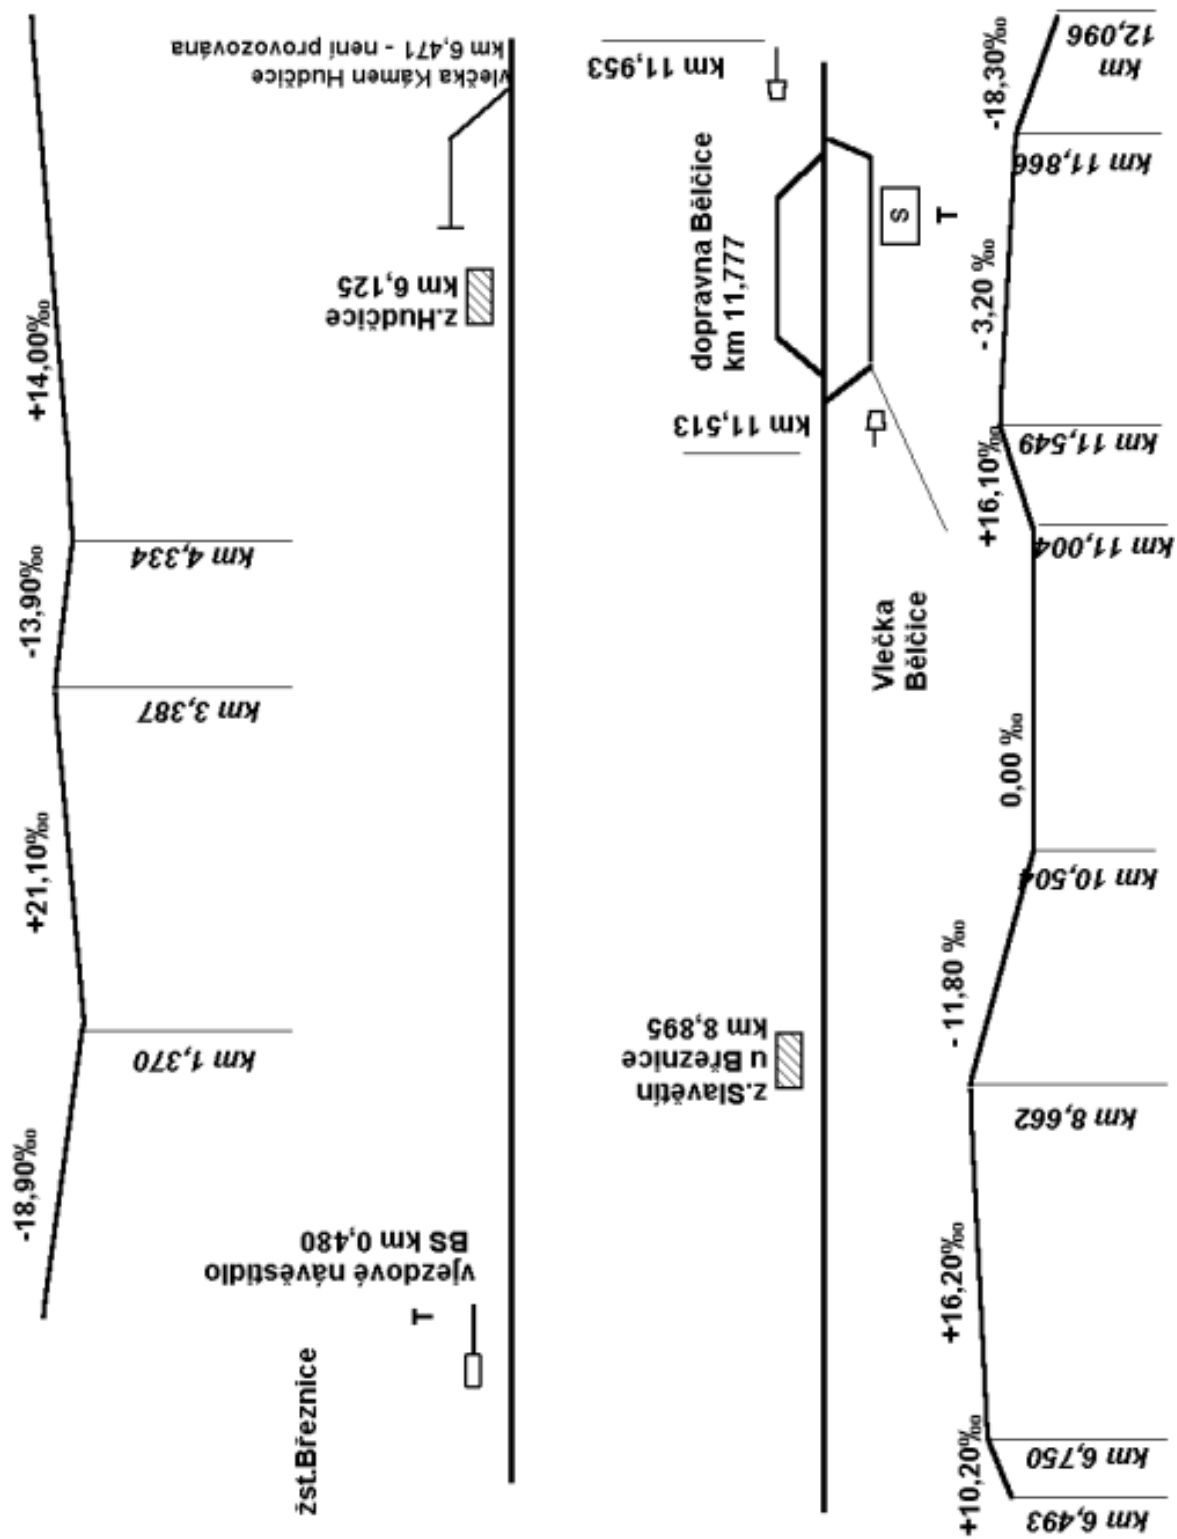 km 6,471 - není provozována
vlečka Kámen Hudčice
+14,00‰
z.Hudčice
km 6,125
km 4,334
-13,90‰
km 3,387
+21,10‰
km 1,370
-18,90‰
vjezdové návěstidlo
BS km 0,480
T
žst.Březnice
km 11,953
dopravna Bělčice
km 11,777
S
T
km 11,513
Vlečka
Bělčice
z.Slavětín
u Březnice
km 8,895
km
12,096
-18,30‰
km 11,866
- 3,20 ‰
km 11,549
+16,10‰
km 11,004
0,00 ‰
km 10,504
- 11,80 ‰
km 8,662
+16,20‰
km 6,750
+10,20‰
km 6,493